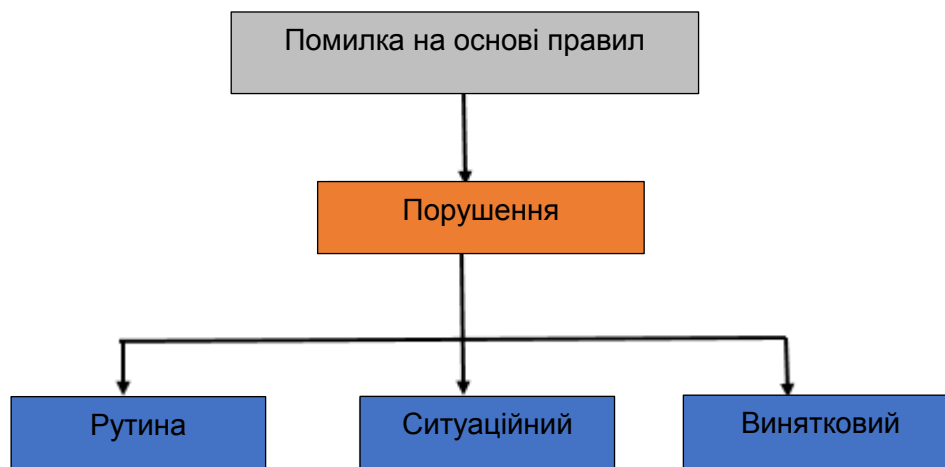 Помилка на основі правил
Порушення
Рутина
Ситуаційний
Винятковий